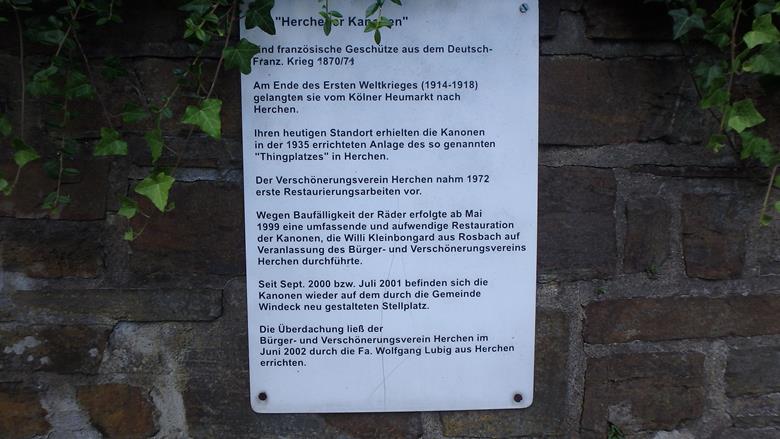 "Herchener Kanonen"
sind französische Geschütze aus dem Deutsch-
Franz. Krieg 1870/71
Am Ende des Ersten Weltkrieges (1914-1918)
gelangten sie vom Kölner Heumarkt nach
Herchen.
Ihren heutigen Standort erhielten die Kanonen
in der 1935 errichteten Anlage des so genannten
"Thingplatzes" in Herchen.
Der Verschönerungsverein Herchen nahm 1972
erste Restaurierungsarbeiten vor.
Wegen Baufälligkeit der Räder erfolgte ab Mai
1999 eine umfassende und aufwendige Restauration
der Kanonen, die Willi Kleinbongard aus Rosbach auf
Veranlassung des Bürger- und Verschönerungsvereins
Herchen durchführte.
Seit Sept. 2000 bzw. Juli 2001 befinden sich die
Kanonen wieder auf dem durch die Gemeinde
Windeck neu gestalteten Stellplatz.
Die Überdachung ließ der
Bürger- und Verschönerungsverein Herchen im
Juni 2002 durch die Fa. Wolfgang Lubig aus Herchen
errichten.